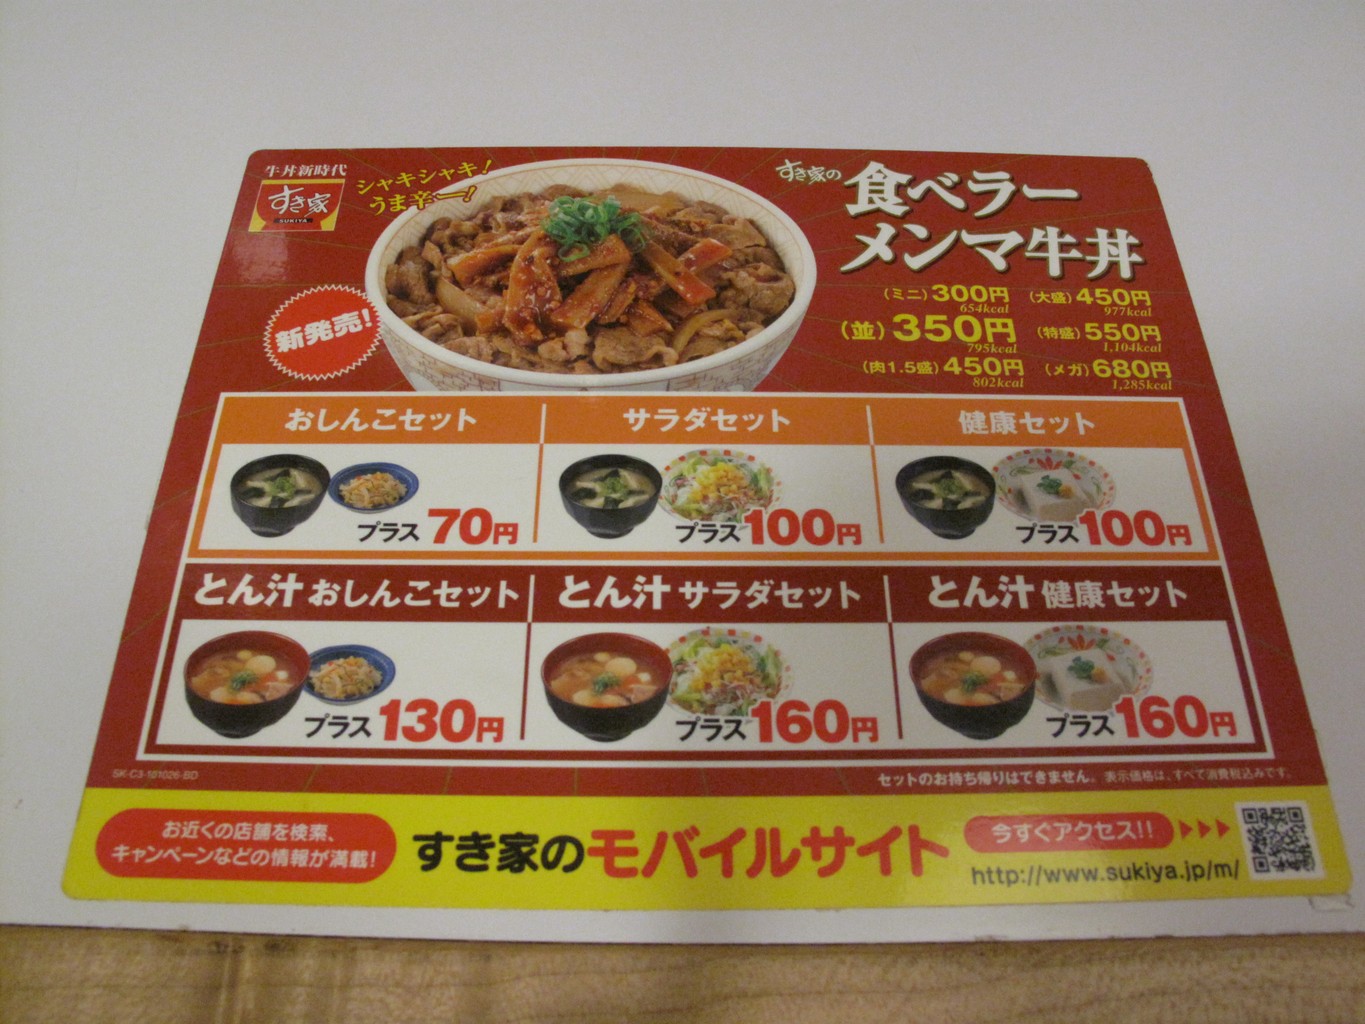 牛丼新時代
すき家
SUKIYA
シャキシャキ!
うま辛ー!
新発売!
すき家の
食べラー
メンマ牛丼
(ミニ)300円 (大盛)450円
654kcal 977kcal
(並)350円 (特盛)550円
795kcal 1,104kcal
(肉1.5盛)450円 (メガ)680円
802kcal 1,285kcal
おしんこセット サラダセット 健康セット
プラス70円 プラス100円 プラス100円
とん汁おしんこセット とん汁サラダセット とん汁健康セット
プラス130円 プラス160円 プラス160円
SK-C3-101026-BD
セットのお持ち帰りはできません。表示価格は、すべて消費税込みです。
お近くの店舗を検索、
キャンペーンなどの情報が満載!
すき家のモバイルサイト
今すぐアクセス!!
http://www.sukiya.jp/m/